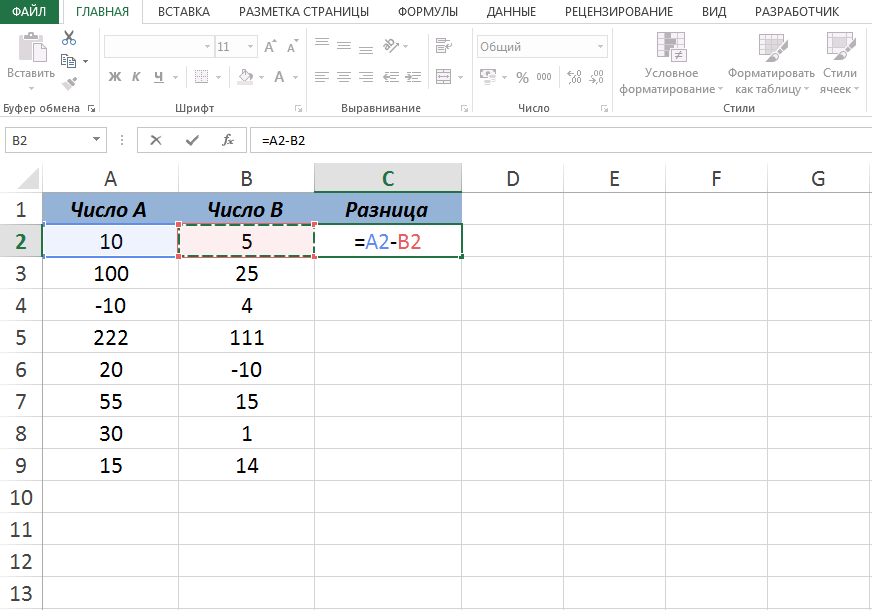 ФАЙЛ ГЛАВНАЯ ВСТАВКА РАЗМЕТКА СТРАНИЦЫ ФОРМУЛЫ ДАННЫЕ РЕЦЕНЗИРОВАНИЕ ВИД РАЗРАБОТЧИК
11 A A Общий
Вставить Ж К Ч A % 000 ,00 ,00 Условное форматирование Форматировать как таблицу Стили ячеек
Буфер обмена Шрифт Выравнивание Число Стили
B2 fx =A2-B2
A B C D E F G
1 Число A Число B Разница
2 10 5 =A2-B2
3 100 25
4 -10 4
5 222 111
6 20 -10
7 55 15
8 30 1
9 15 14
10
11
12
13